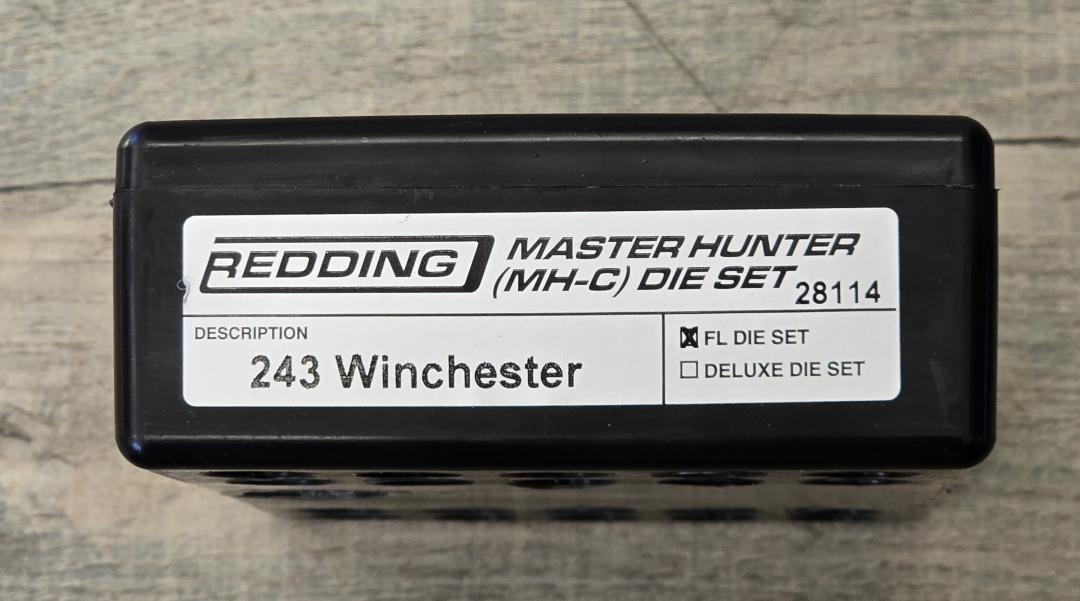 REDDING
MASTER HUNTER
(MH-C) DIE SET
28114
DESCRIPTION
243 Winchester
FL DIE SET
DELUXE DIE SET